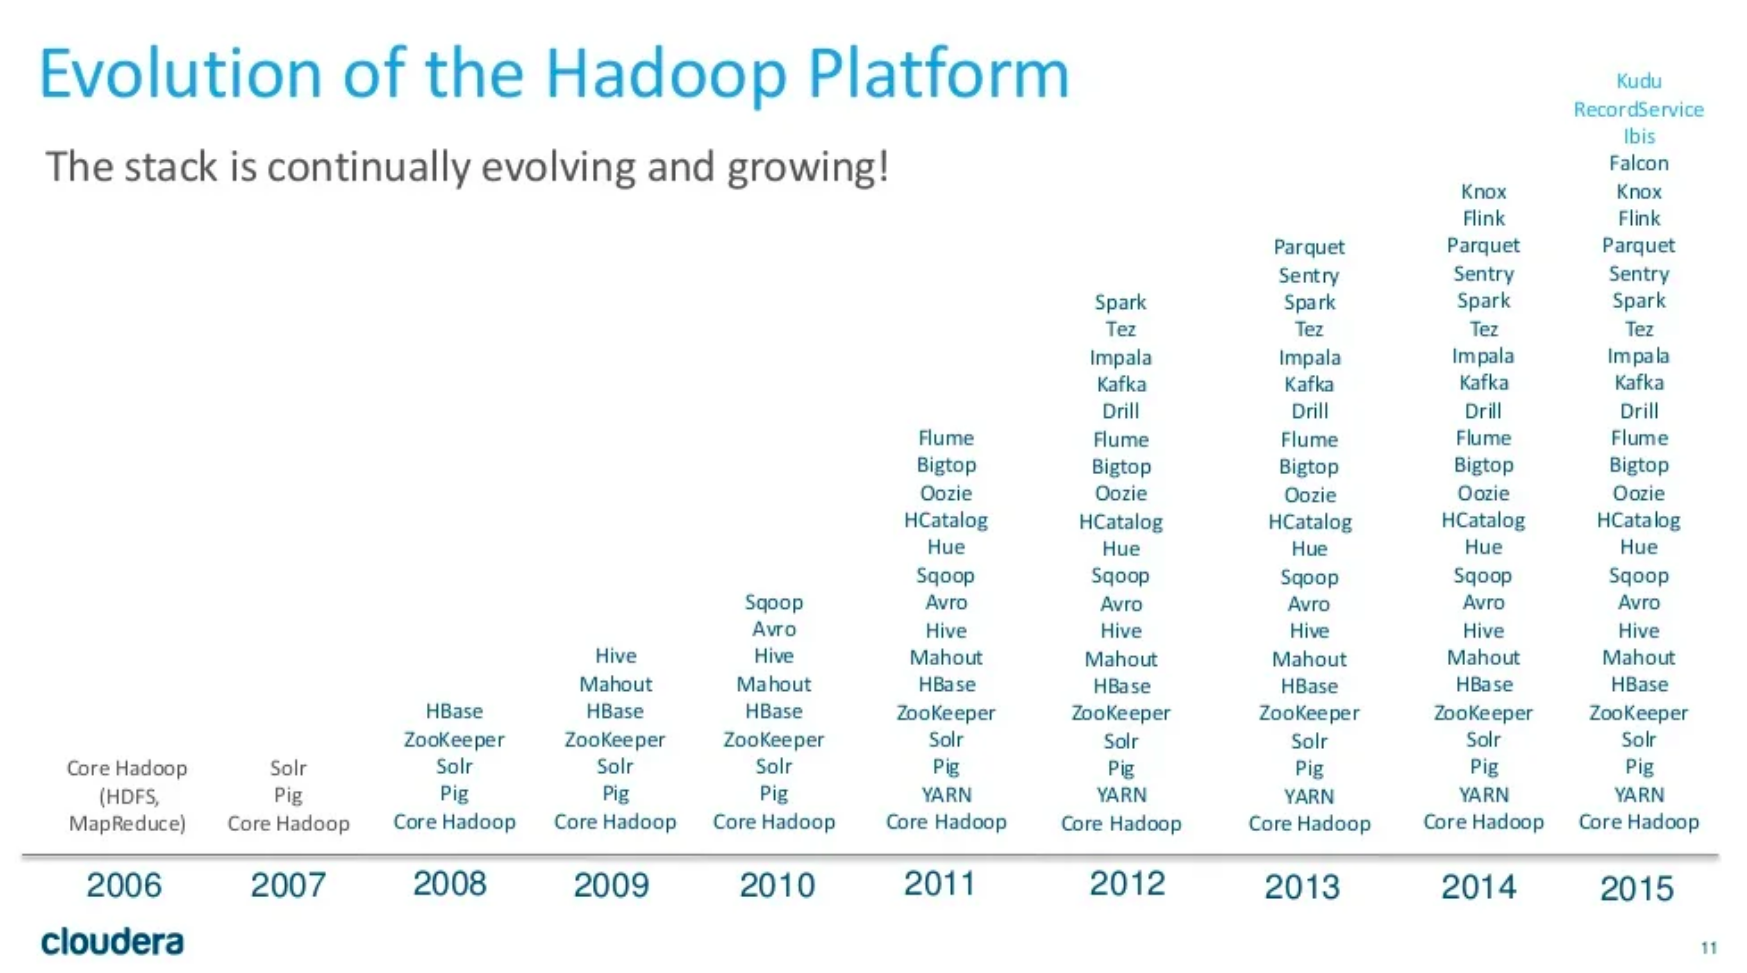 Evolution of the Hadoop Platform
The stack is continually evolving and growing!
Core Hadoop
(HDFS,
MapReduce)
2006
Solr
Pig
Core Hadoop
2007
HBase
ZooKeeper
Solr
Pig
Core Hadoop
2008
Hive
Mahout
HBase
ZooKeeper
Solr
Pig
Core Hadoop
2009
Sqoop
Avro
Hive
Mahout
HBase
ZooKeeper
Solr
Pig
Core Hadoop
2010
Flume
Bigtop
Oozie
HCatalog
Hue
Sqoop
Avro
Hive
Mahout
HBase
ZooKeeper
Solr
Pig
YARN
Core Hadoop
2011
Spark
Tez
Impala
Kafka
Drill
Flume
Bigtop
Oozie
HCatalog
Hue
Sqoop
Avro
Hive
Mahout
HBase
ZooKeeper
Solr
Pig
YARN
Core Hadoop
2012
Parquet
Sentry
Spark
Tez
Impala
Kafka
Drill
Flume
Bigtop
Oozie
HCatalog
Hue
Sqoop
Avro
Hive
Mahout
HBase
ZooKeeper
Solr
Pig
YARN
Core Hadoop
2013
Knox
Flink
Parquet
Sentry
Spark
Tez
Impala
Kafka
Drill
Flume
Bigtop
Oozie
HCatalog
Hue
Sqoop
Avro
Hive
Mahout
HBase
ZooKeeper
Solr
Pig
YARN
Core Hadoop
2014
Kudu
RecordService
Ibis
Falcon
Knox
Flink
Parquet
Sentry
Spark
Tez
Impala
Kafka
Drill
Flume
Bigtop
Oozie
HCatalog
Hue
Sqoop
Avro
Hive
Mahout
HBase
ZooKeeper
Solr
Pig
YARN
Core Hadoop
2015
cloudera
11